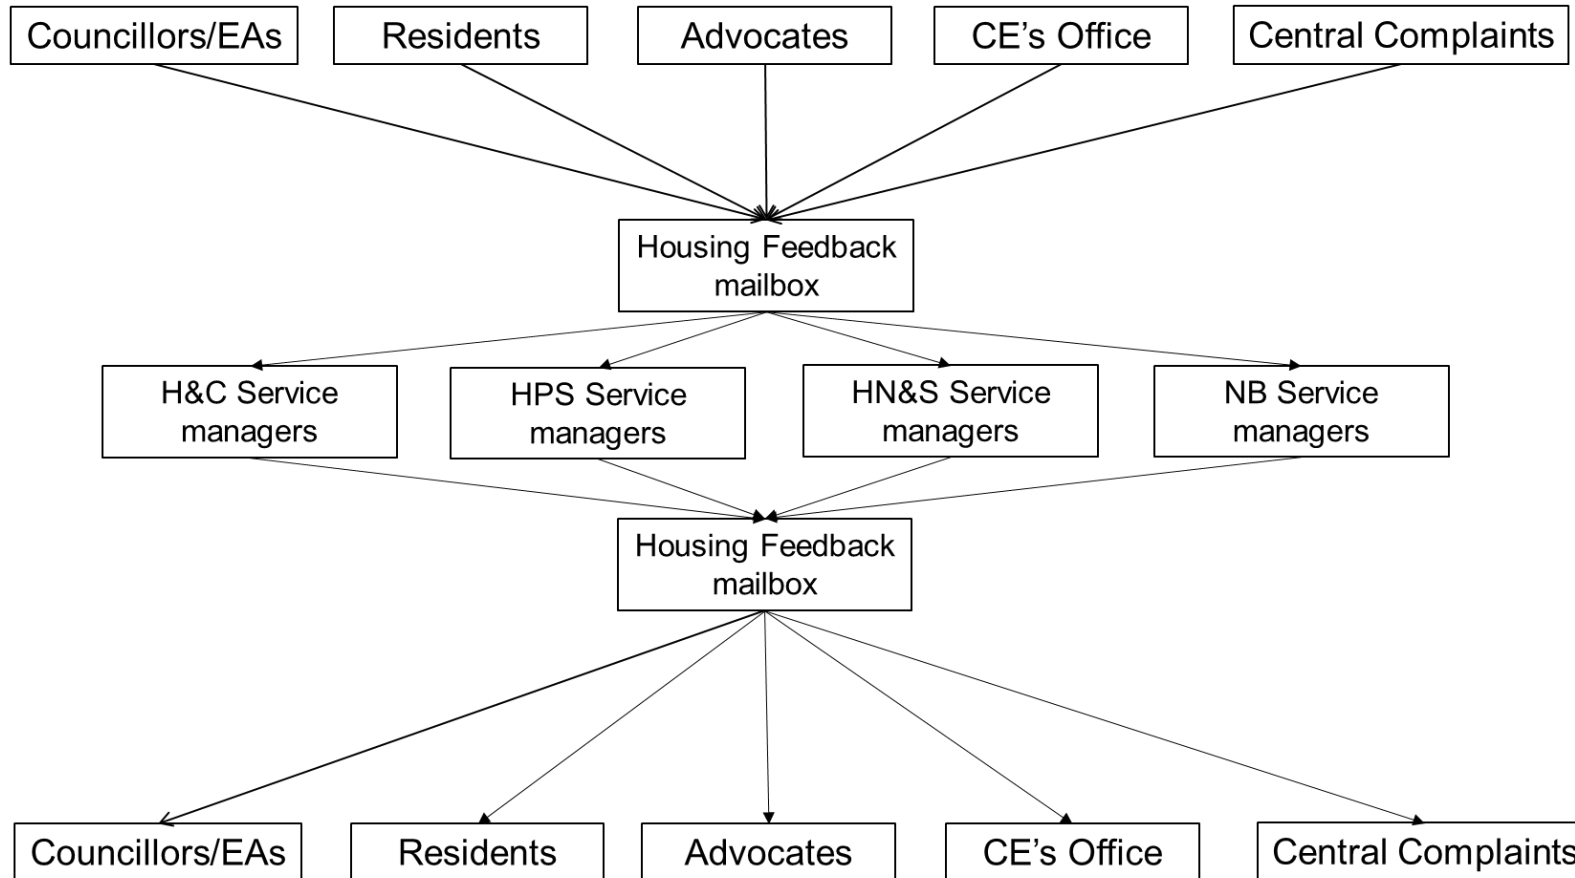 Councillors/EAs
Residents
Advocates
CE’s Office
Central Complaints
Housing Feedback
mailbox
H&C Service
managers
HPS Service
managers
HN&S Service
managers
NB Service
managers
Housing Feedback
mailbox
Councillors/EAs
Residents
Advocates
CE’s Office
Central Complaints